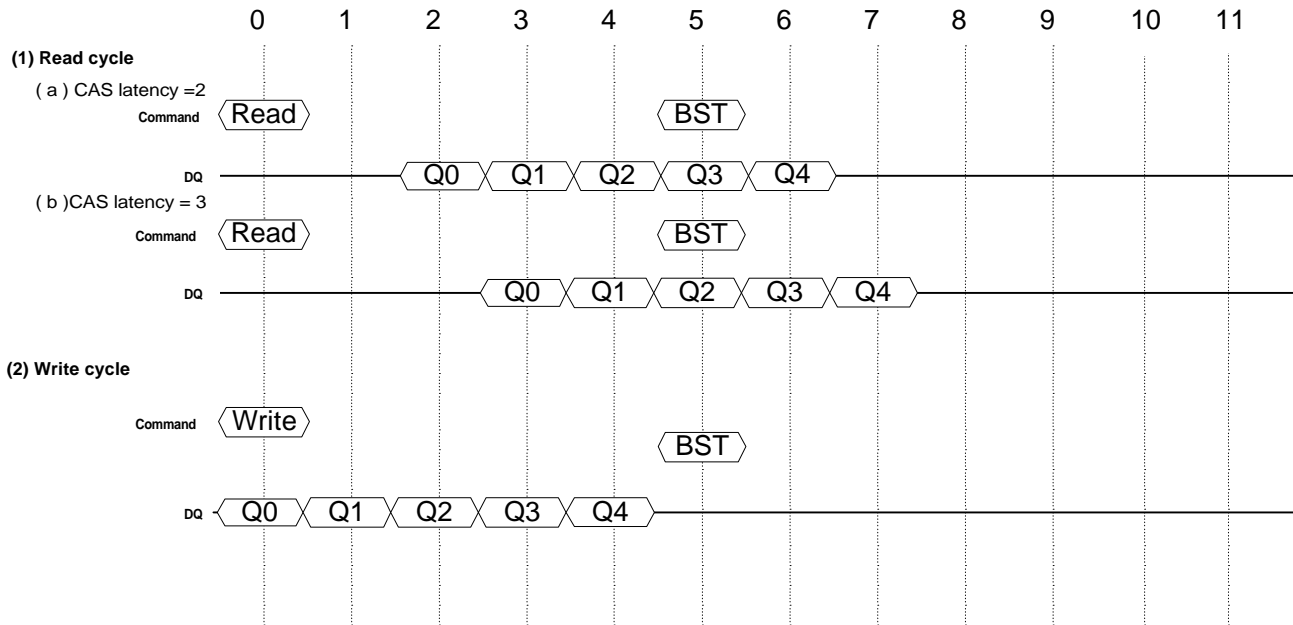 0 1 2 3 4 5 6 7 8 9 10 11
(1) Read cycle
( a ) CAS latency =2
Command Read BST
DQ Q0 Q1 Q2 Q3 Q4
( b )CAS latency = 3
Command Read BST
DQ Q0 Q1 Q2 Q3 Q4
(2) Write cycle
Command Write BST
DQ Q0 Q1 Q2 Q3 Q4